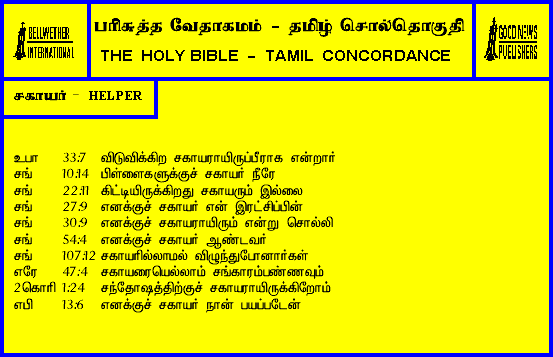 BELLWETHER
INTERNATIONAL
பரிசுத்த வேதாகமம் - தமிழ் சொல்தொகுதி
THE HOLY BIBLE - TAMIL CONCORDANCE
GOOD NEWS
PUBLISHERS
சகாயர் - HELPER
உபா 33:7 விடுவிக்கிற சகாயராயிருப்பீராக என்றார்
சங் 10:14 பிள்ளைகளுக்குச் சகாயர் நீரே
சங் 22:11 கிட்டியிருக்கிறது சகாயரும் இல்லை
சங் 27:9 எனக்குச் சகாயர் என் இரட்சிப்பின்
சங் 30:9 எனக்குச் சகாயராயிரும் என்று சொல்லி
சங் 54:4 எனக்குச் சகாயர் ஆண்டவர்
சங் 107:12 சகாயரில்லாமல் விழுந்துபோனார்கள்
எரே 47:4 சகாயரையெல்லாம் சங்காரம்பண்ணவும்
2கொரி 1:24 சந்தோஷத்திற்குச் சகாயராயிருக்கிறோம்
எபி 13:6 எனக்குச் சகாயர் நான் பயப்படேன்